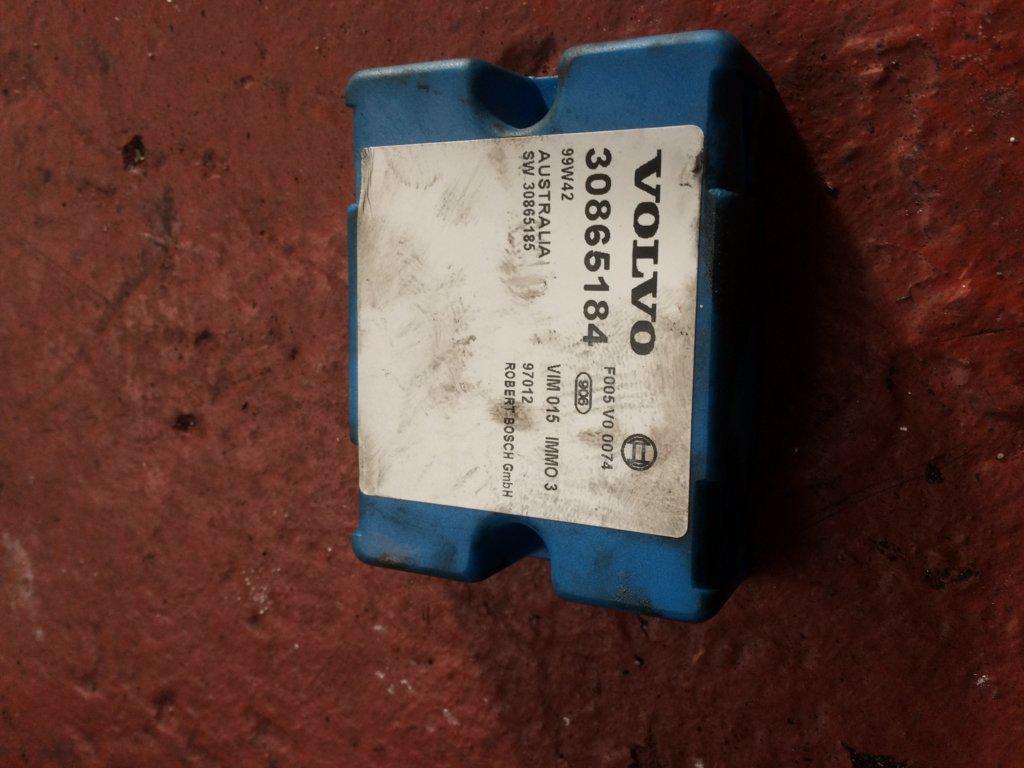 VOLVO
30865184
99W42
AUSTRALIA
SW 30865185
F005 V0 0074
906
VIM 015 IMMO 3
97012
ROBERT BOSCH GmbH